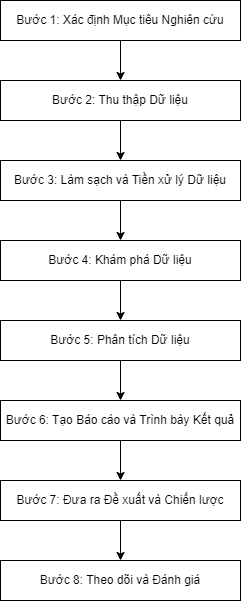 Bước 1: Xác định Mục tiêu Nghiên cứu
Bước 2: Thu thập Dữ liệu
Bước 3: Làm sạch và Tiền xử lý Dữ liệu
Bước 4: Khám phá Dữ liệu
Bước 5: Phân tích Dữ liệu
Bước 6: Tạo Báo cáo và Trình bày Kết quả
Bước 7: Đưa ra Đề xuất và Chiến lược
Bước 8: Theo dõi và Đánh giá